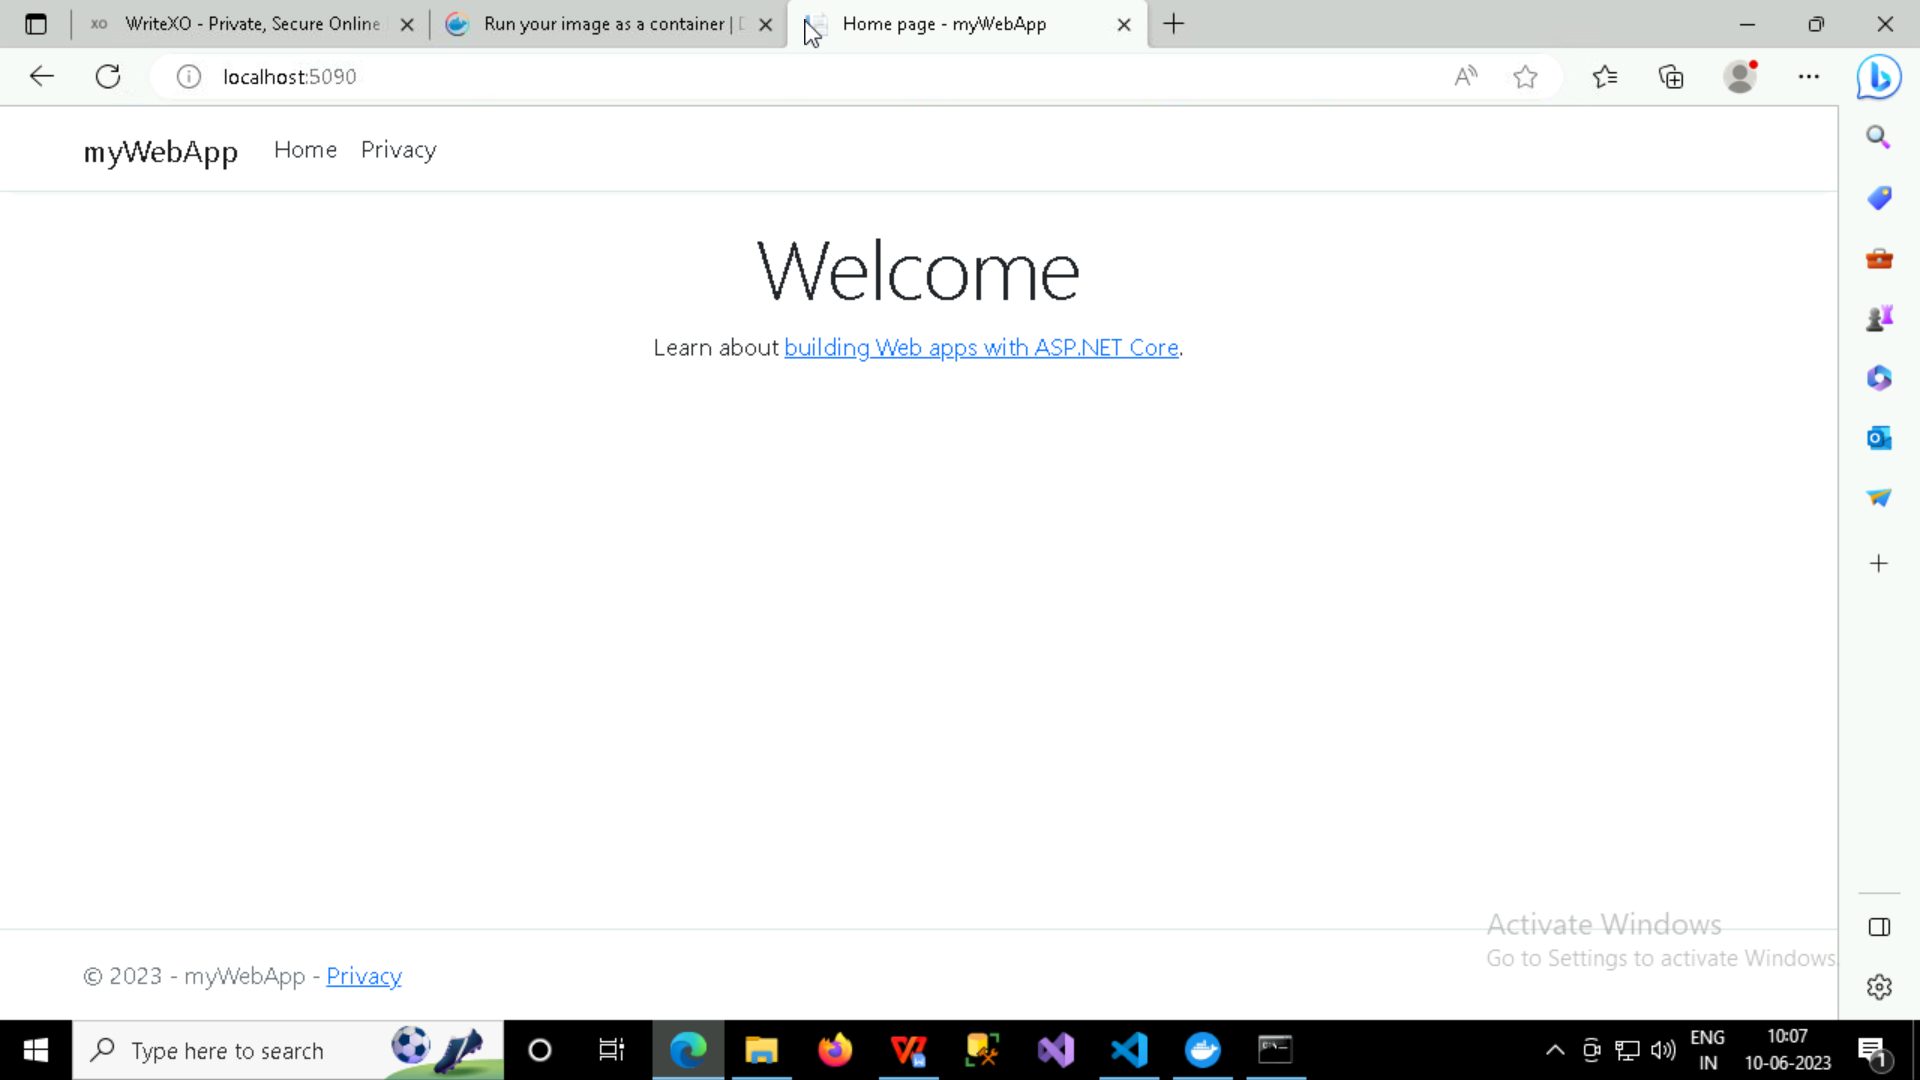 XO WriteXO - Private, Secure Online
Run your image as a container | D
Home page - myWebApp
localhost:5090
myWebApp
Home
Privacy
Welcome
Learn about building Web apps with ASP.NET Core.
Activate Windows
Go to Settings to activate Windows.
© 2023 - myWebApp - Privacy
Type here to search
ENG
IN
10:07
10-06-2023
1